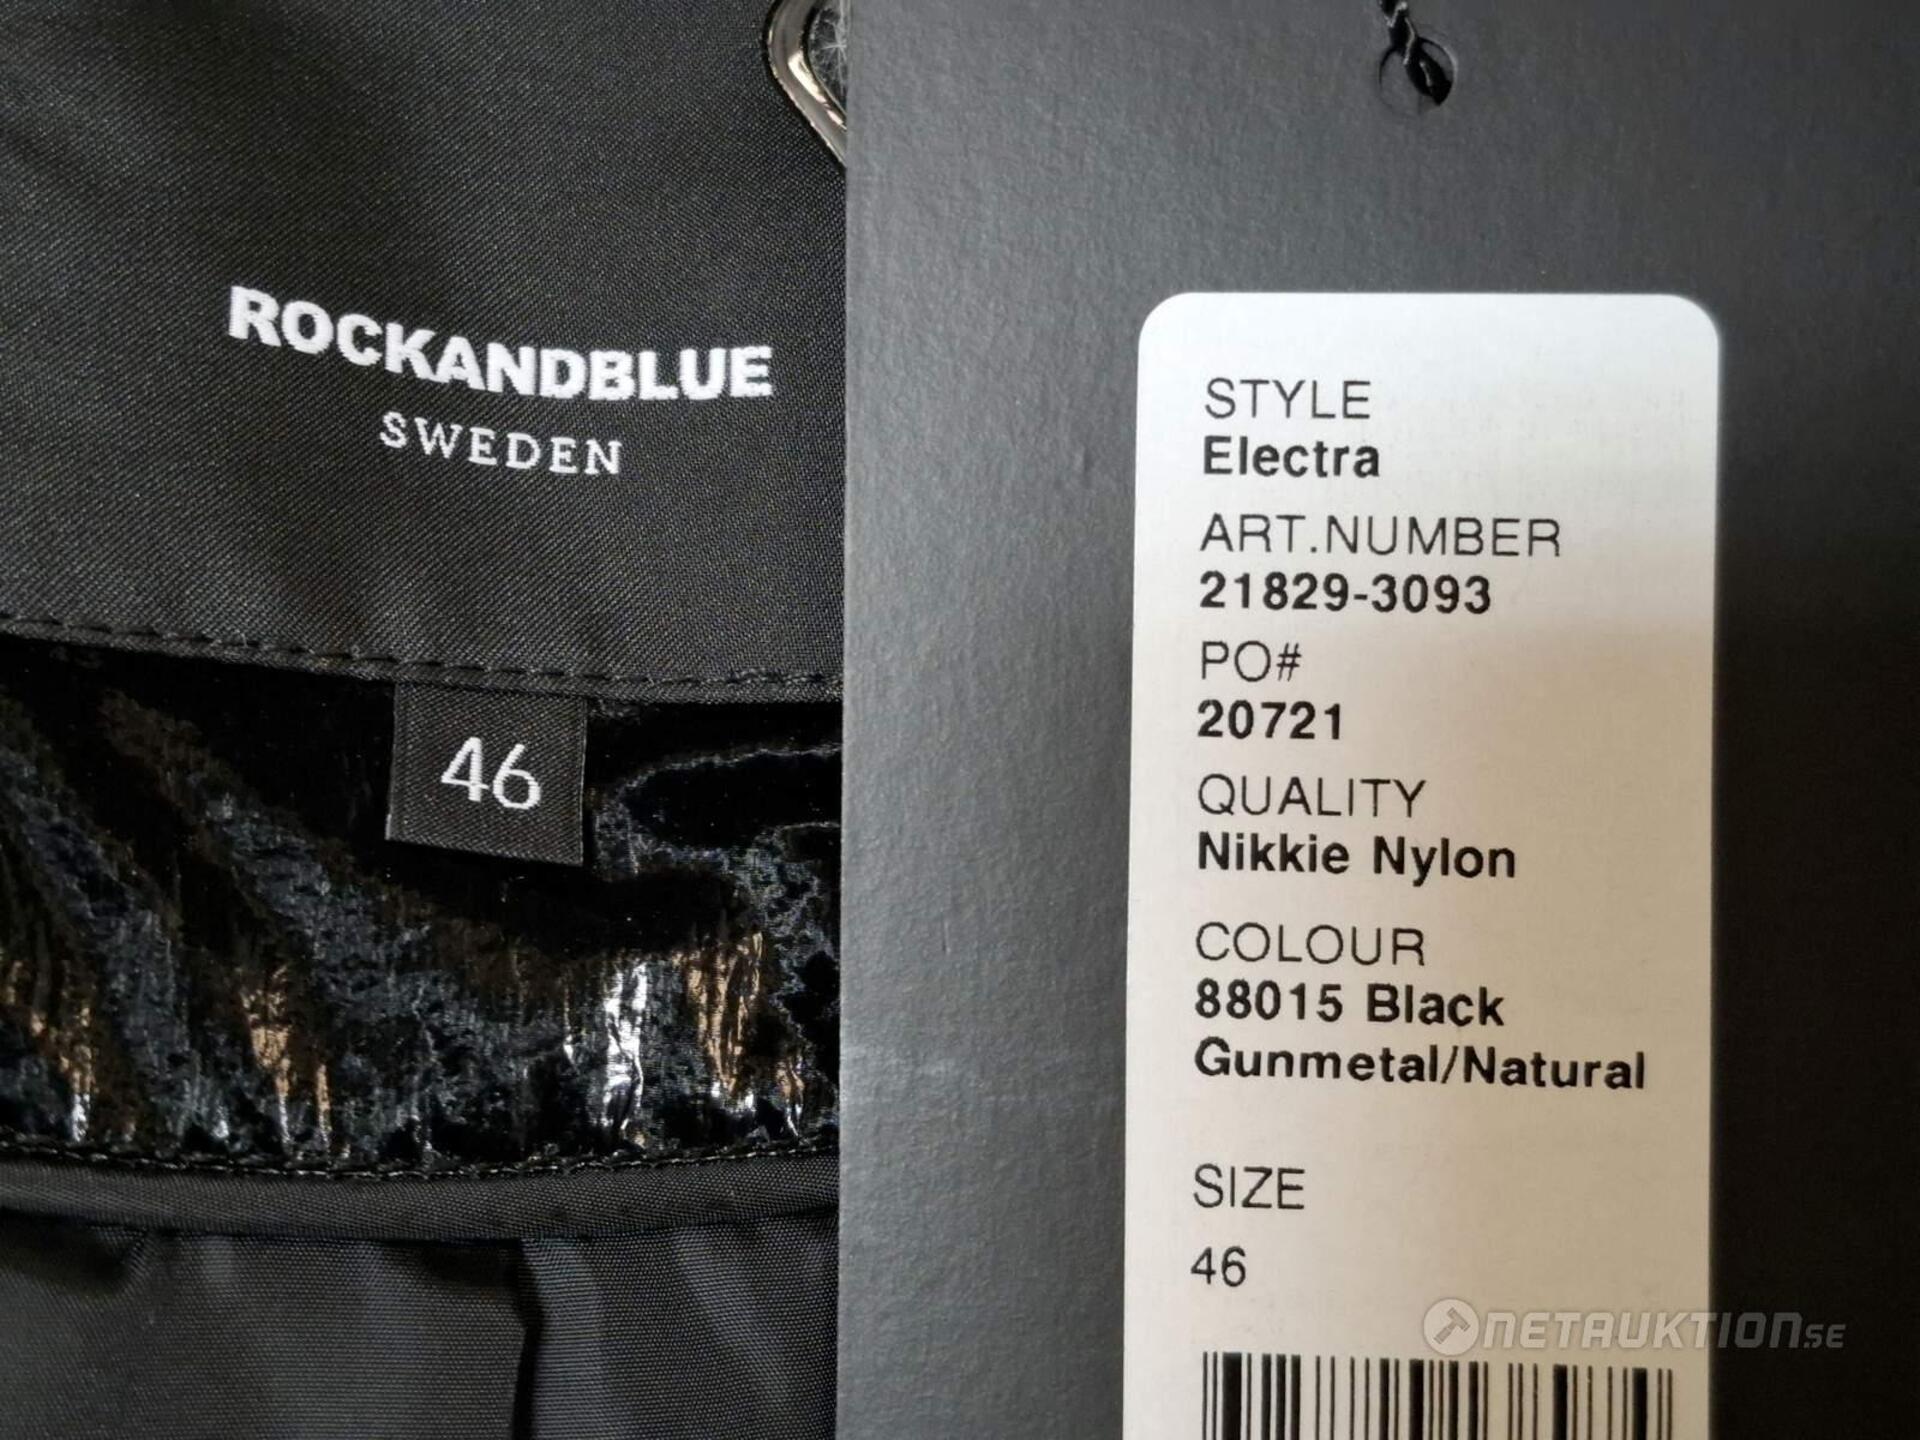 ROCKANDBLUE
SWEDEN
46
STYLE
Electra
ART.NUMBER
21829-3093
PO#
20721
QUALITY
Nikkie Nylon
COLOUR
88015 Black
Gunmetal/Natural
SIZE
46
NETAUKTION.SE